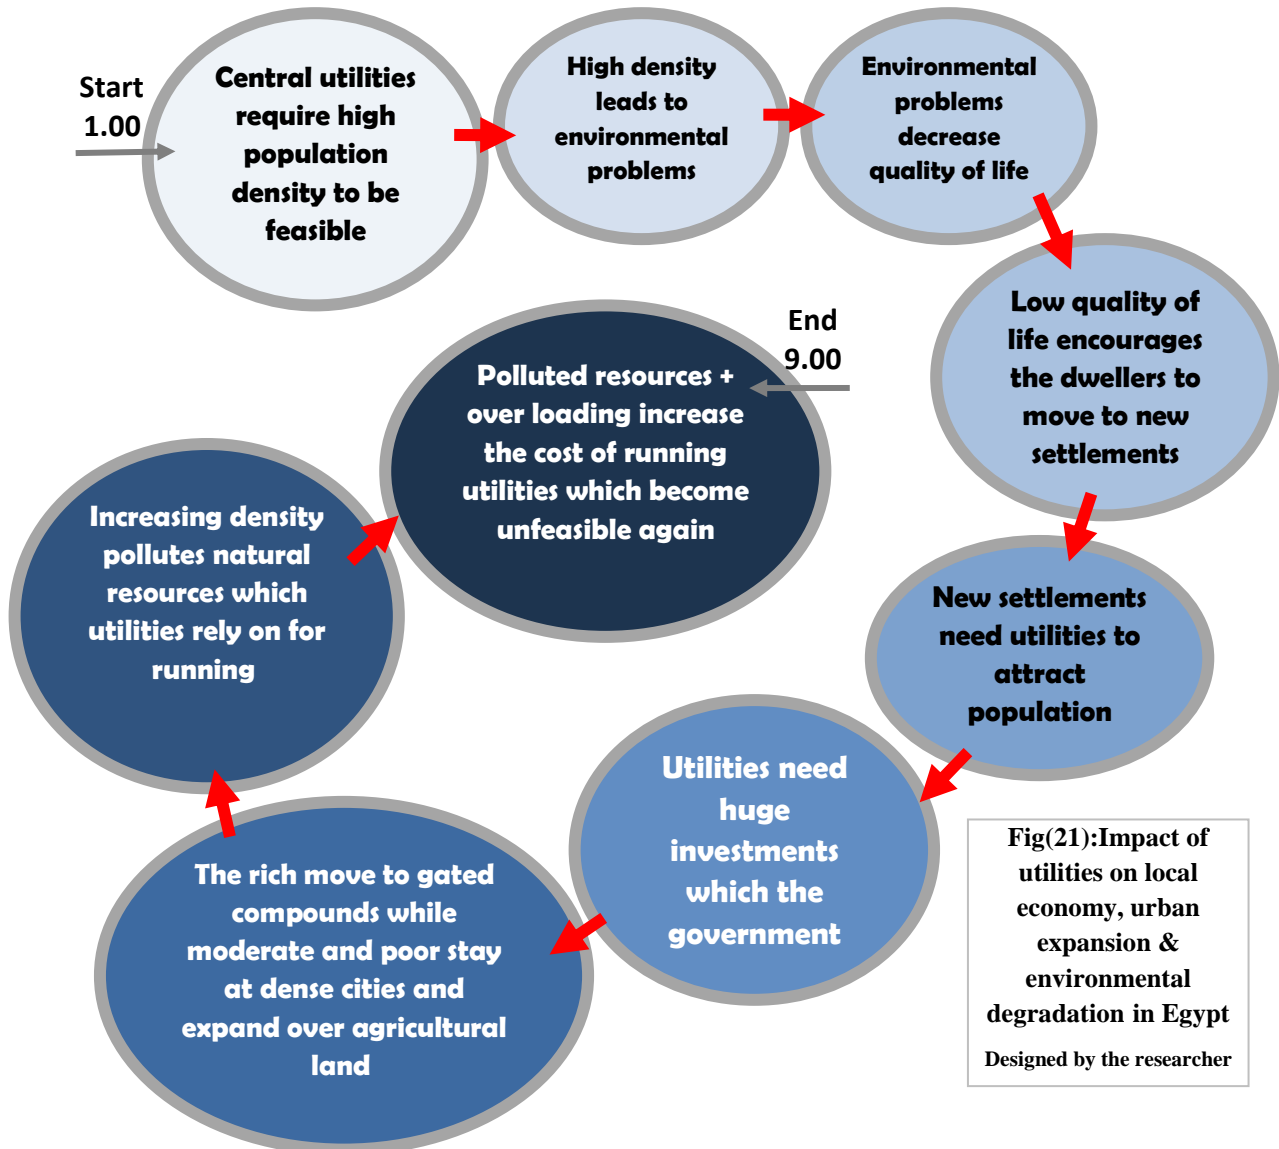 Start
1.00
Central utilities
require high
population
density to be
feasible
High density
leads to
environmental
problems
Environmental
problems
decrease
quality of life
Low quality of
life encourages
the dwellers to
move to new
settlements
New settlements
need utilities to
attract
population
Utilities need
huge
investments
which the
government
The rich move to gated
compounds while
moderate and poor stay
at dense cities and
expand over agricultural
land
Increasing density
pollutes natural
resources which
utilities rely on for
running
Polluted resources +
over loading increase
the cost of running
utilities which become
unfeasible again
End
9.00
Fig(21):Impact of
utilities on local
economy, urban
expansion &
environmental
degradation in Egypt
Designed by the researcher